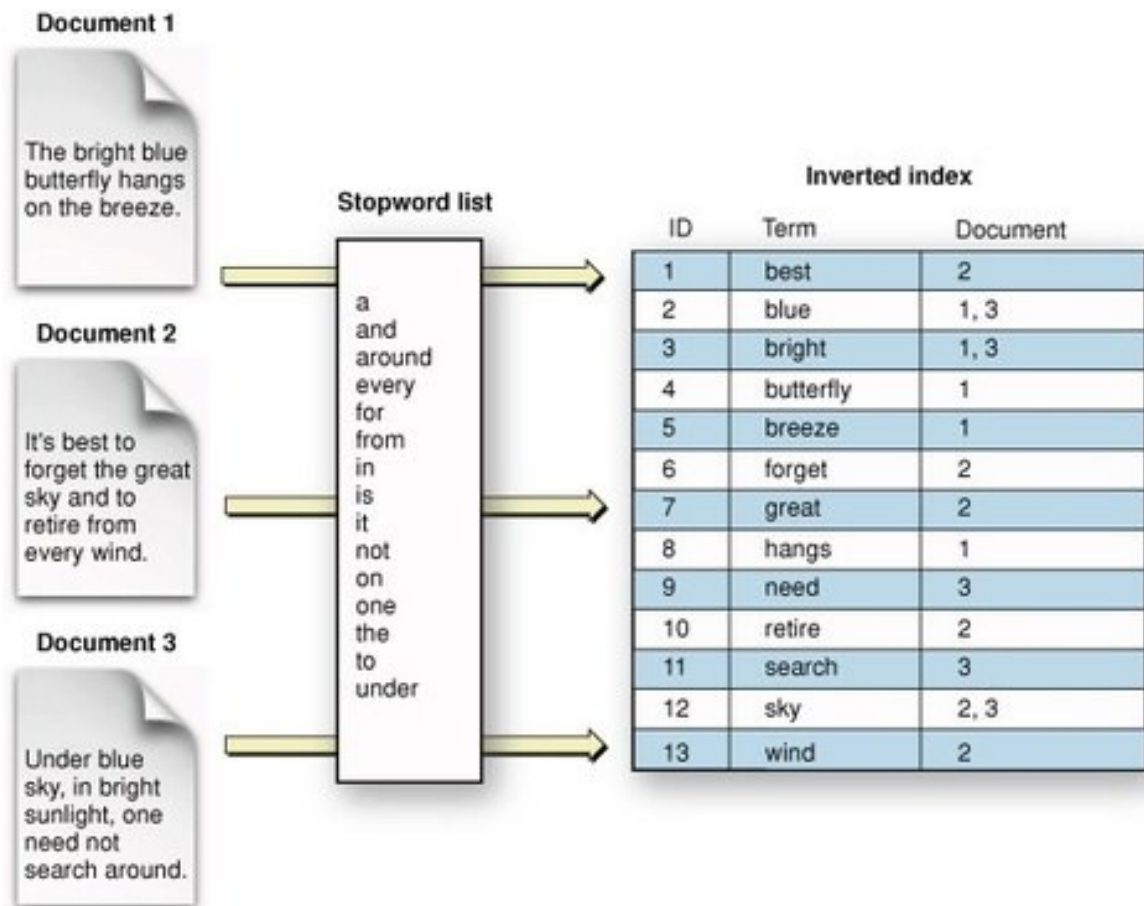 Document 1
The bright blue
butterfly hangs
on the breeze.
Document 2
It's best to
forget the great
sky and to
retire from
every wind.
Document 3
Under blue
sky, in bright
sunlight, one
need not
search around.
Stopword list
a
and
around
every
for
from
in
is
it
not
on
one
the
to
under
Inverted index
ID Term Document
1 best 2
2 blue 1, 3
3 bright 1, 3
4 butterfly 1
5 breeze 1
6 forget 2
7 great 2
8 hangs 1
9 need 3
10 retire 2
11 search 3
12 sky 2, 3
13 wind 2